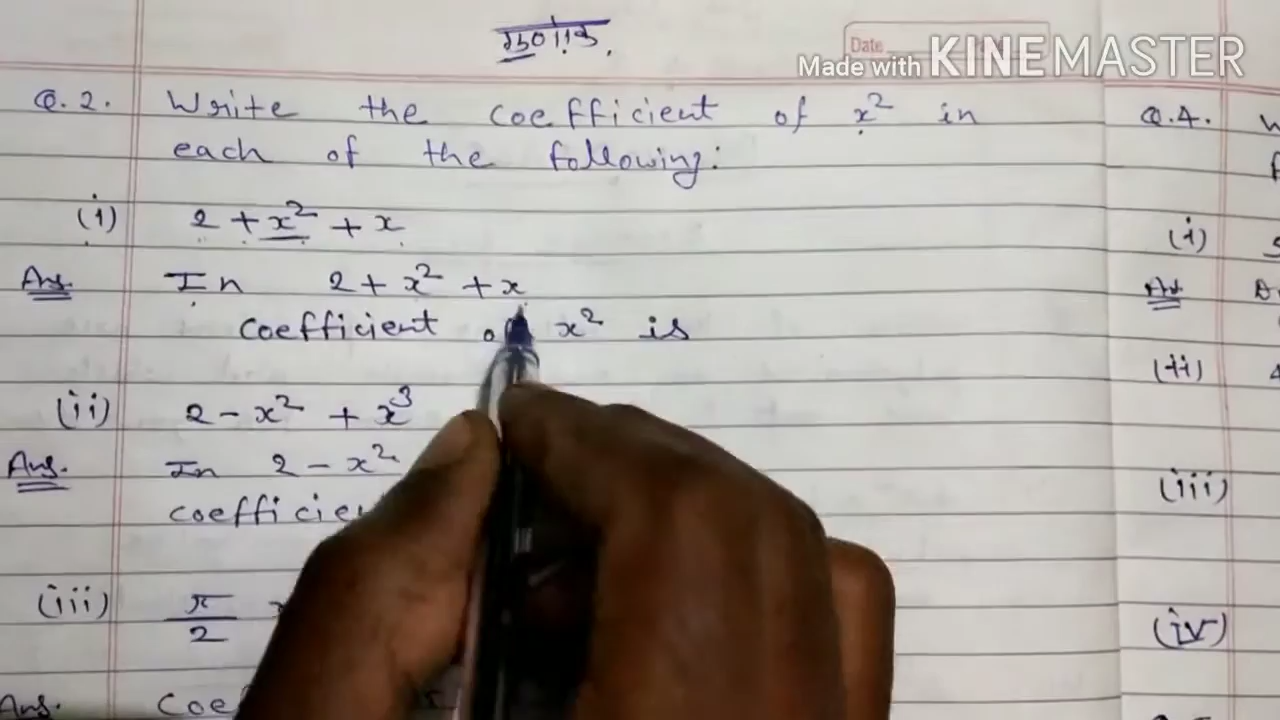 Date
Made with KINEMASTER
Q.2. Write the coefficient of x² in
each of the following:
(i) 2 + x² + x
Ans. In 2 + x² + x
coefficient of x² is
(ii) 2 - x² + x³
Ans. In 2 - x²
(iii) π/2
Ans.
Q.4.
(i)
(ii)
(iii)
(iv)